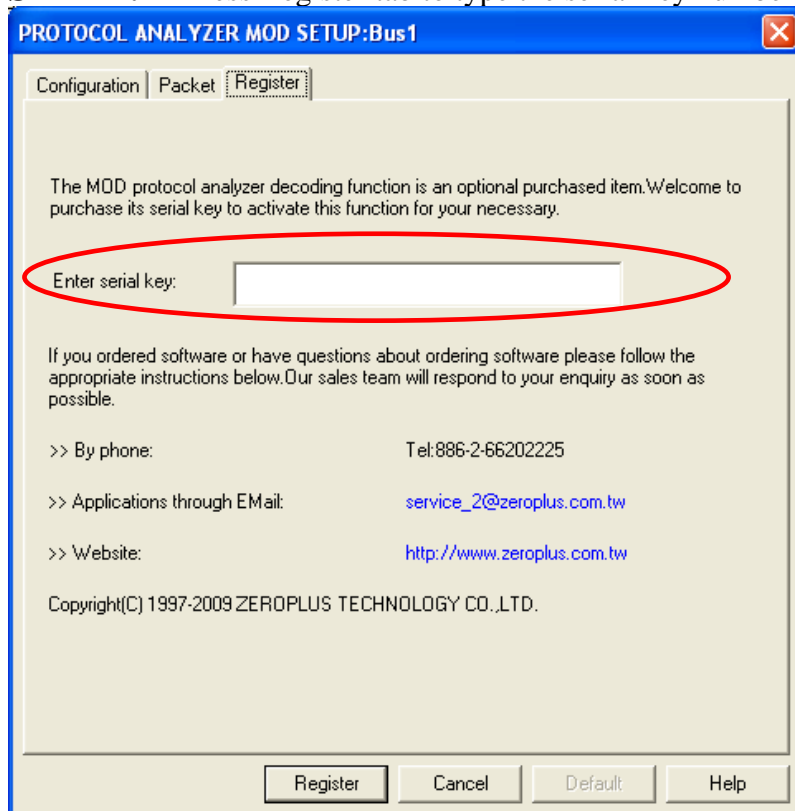 PROTOCOL ANALYZER MOD SETUP:Bus1
Configuration Packet Register
The MOD protocol analyzer decoding function is an optional purchased item.Welcome to
purchase its serial key to activate this function for your necessary.
Enter serial key:
If you ordered software or have questions about ordering software please follow the
appropriate instructions below.Our sales team will respond to your enquiry as soon as
possible.
>> By phone: Tel:886-2-66202225
>> Applications through EMail: service_2@zeroplus.com.tw
>> Website: http://www.zeroplus.com.tw
Copyright(C) 1997-2009 ZEROPLUS TECHNOLOGY CO.,LTD.
Register Cancel Default Help